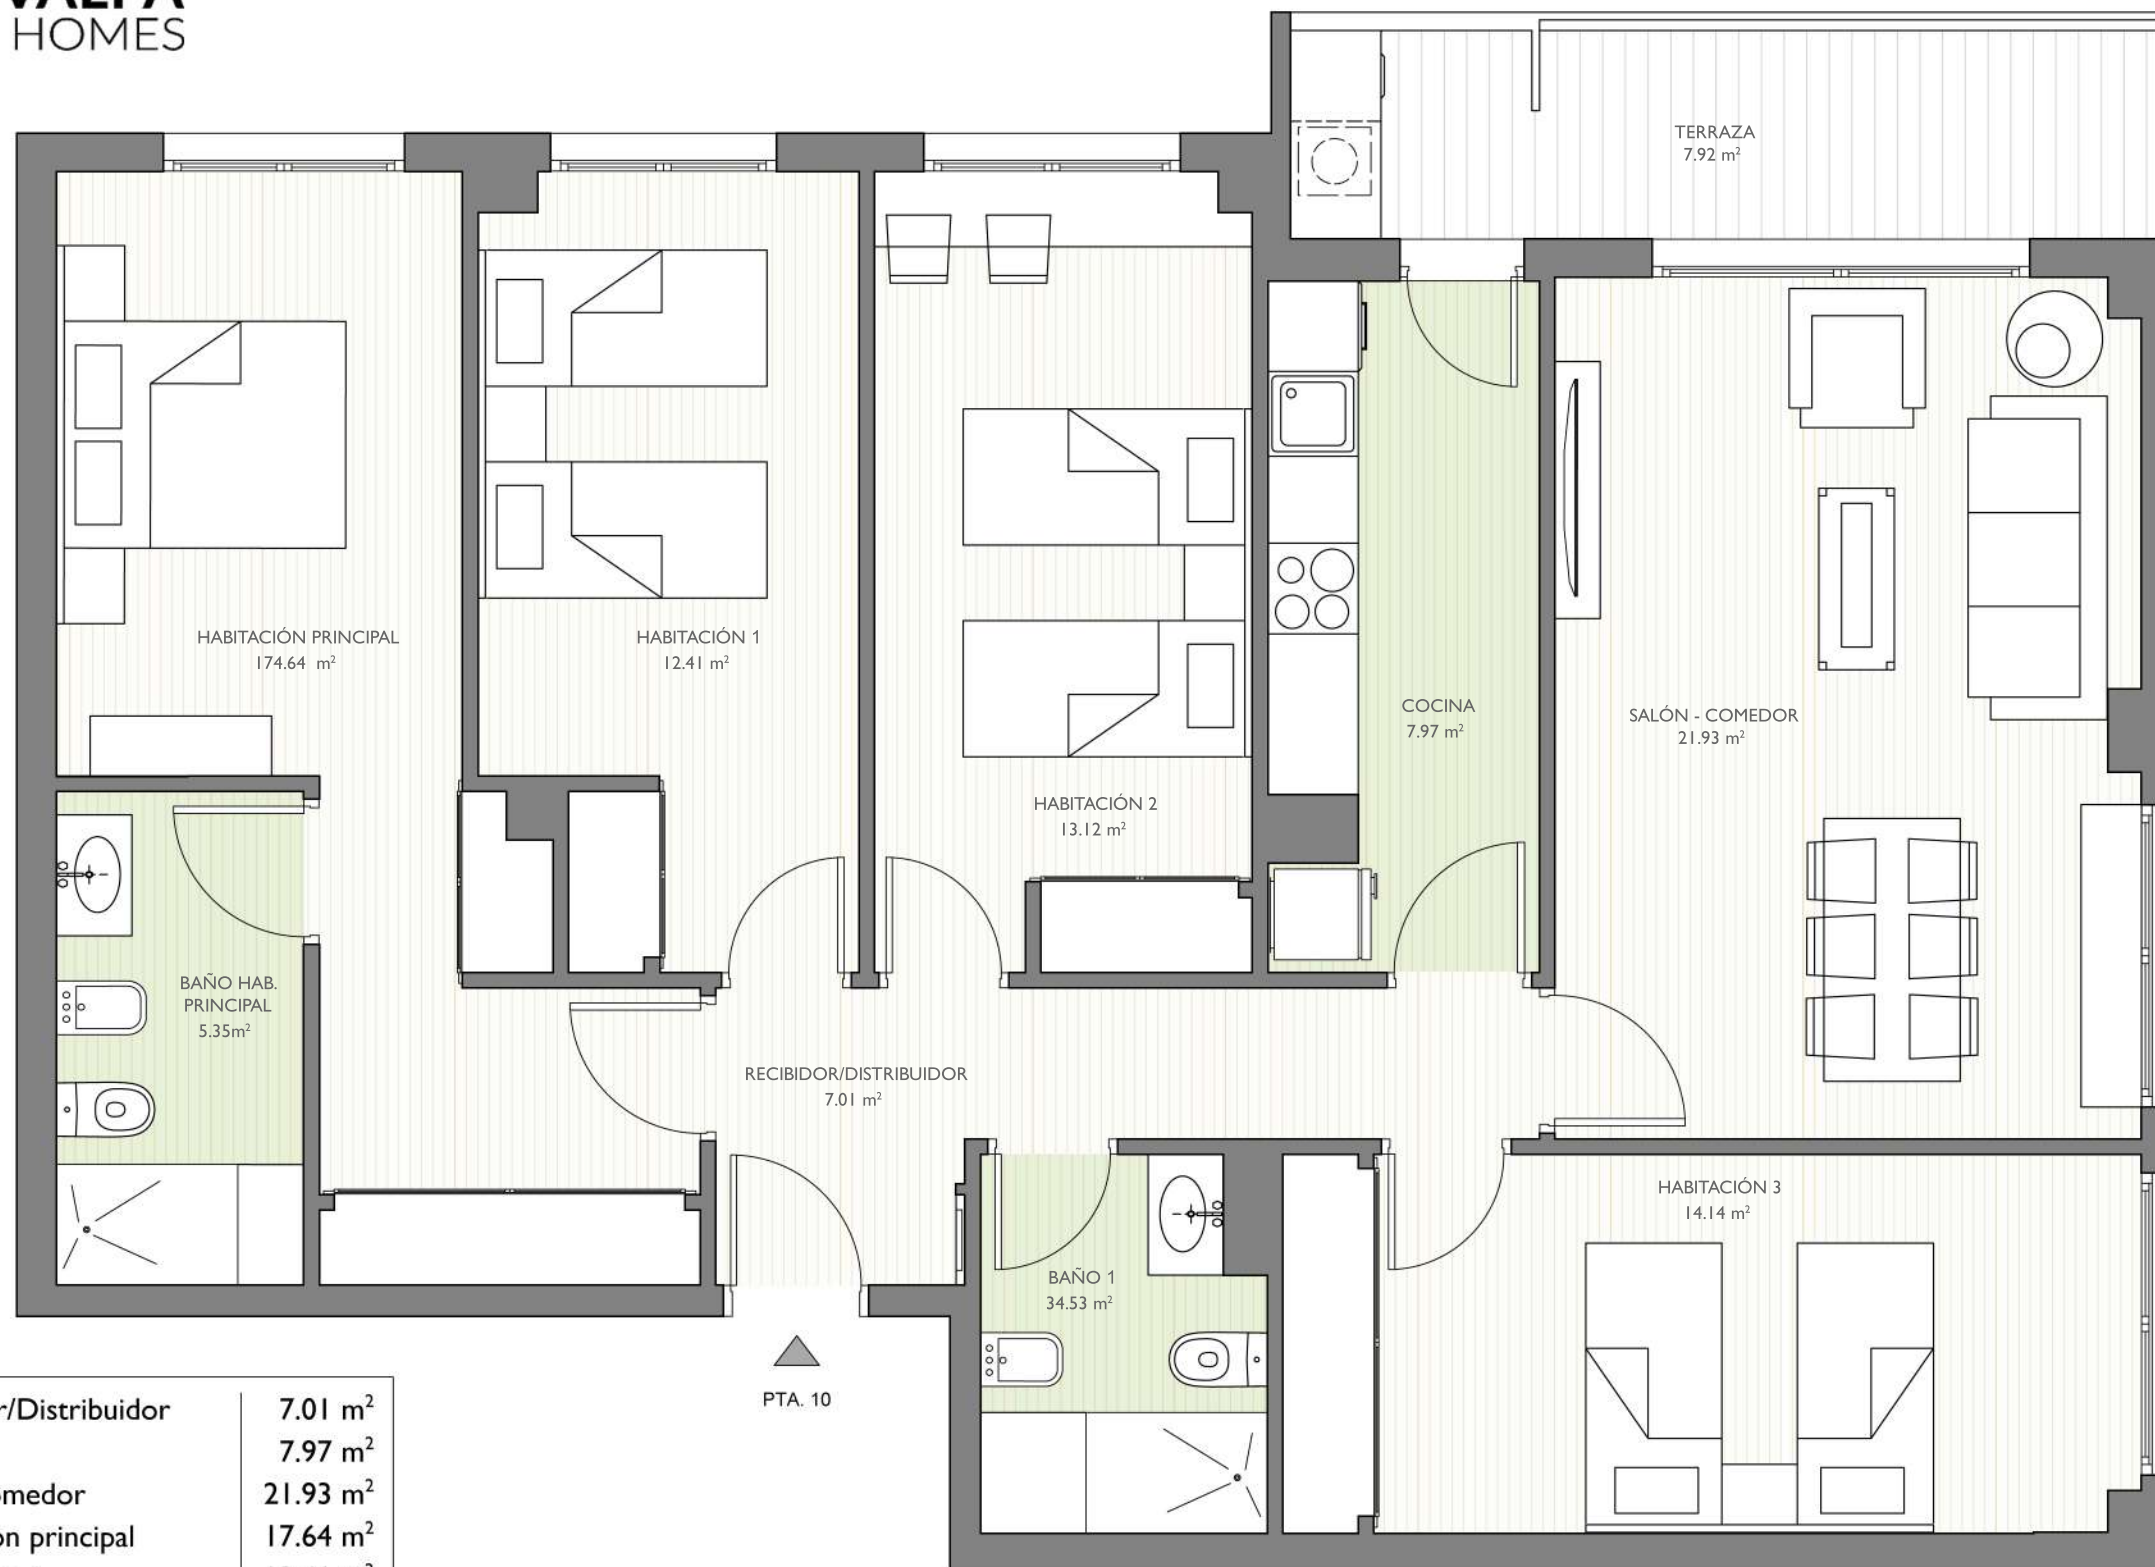 HOMES
TERRAZA
7.92 m²
HABITACIÓN PRINCIPAL
174.64 m²
HABITACIÓN 1
12.41 m²
HABITACIÓN 2
13.12 m²
COCINA
7.97 m²
SALÓN - COMEDOR
21.93 m²
BAÑO HAB.
PRINCIPAL
5.35m²
RECIBIDOR/DISTRIBUIDOR
7.01 m²
BAÑO 1
34.53 m²
HABITACIÓN 3
14.14 m²
PTA. 10
r/Distribuidor 7.01 m²
7.97 m²
omedor 21.93 m²
on principal 17.64 m²